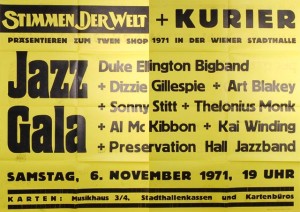 STIMMEN DER WELT + KURIER
PRÄSENTIEREN ZUM TWEN SHOP 1971 IN DER WIENER STADTHALLE
Jazz Gala
Duke Ellington Bigband
+ Dizzie Gillespie + Art Blakey
+ Sonny Stitt + Thelonius Monk
+ Al Mc Kibbon + Kai Winding
+ Preservation Hall Jazzband
SAMSTAG, 6. NOVEMBER 1971, 19 UHR
KARTEN: Musikhaus 3/4, Stadthallenkassen und Kartenbüros